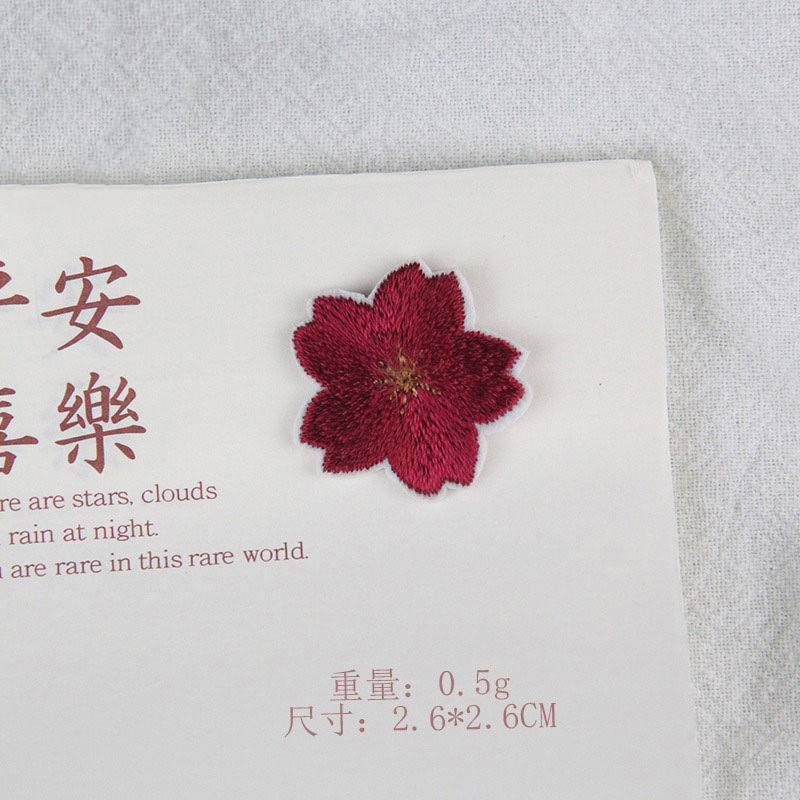 平安
喜樂
re are stars, clouds
rain at night.
are rare in this rare world.
重量: 0.5g
尺寸: 2.6*2.6CM